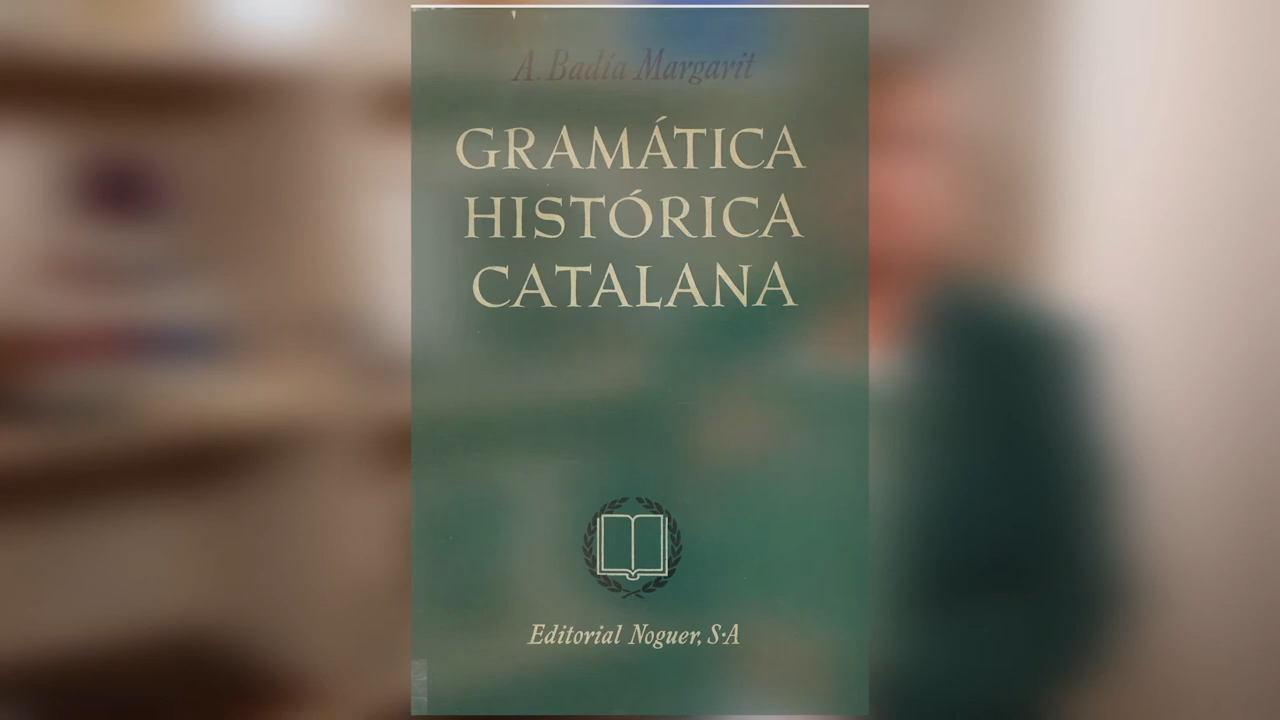 A. Badía Margarit
GRAMÁTICA
HISTÓRICA
CATALANA
Editorial Noguer, S·A